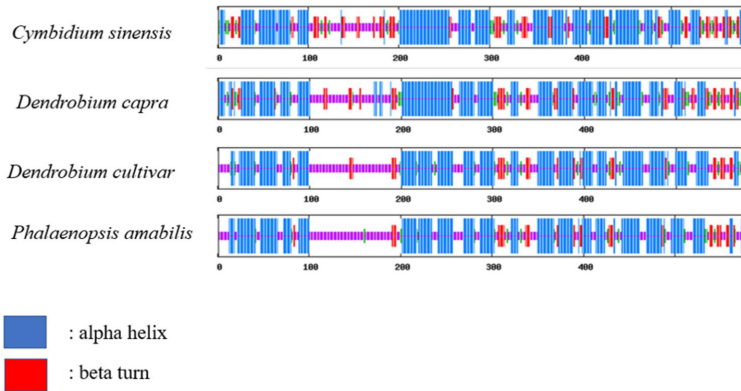 Cymbidium sinensis
0 100 200 300 400
Dendrobium capra
0 100 200 300 400
Dendrobium cultivar
0 100 200 300 400
Phalaenopsis amabilis
0 100 200 300 400
: alpha helix
: beta turn